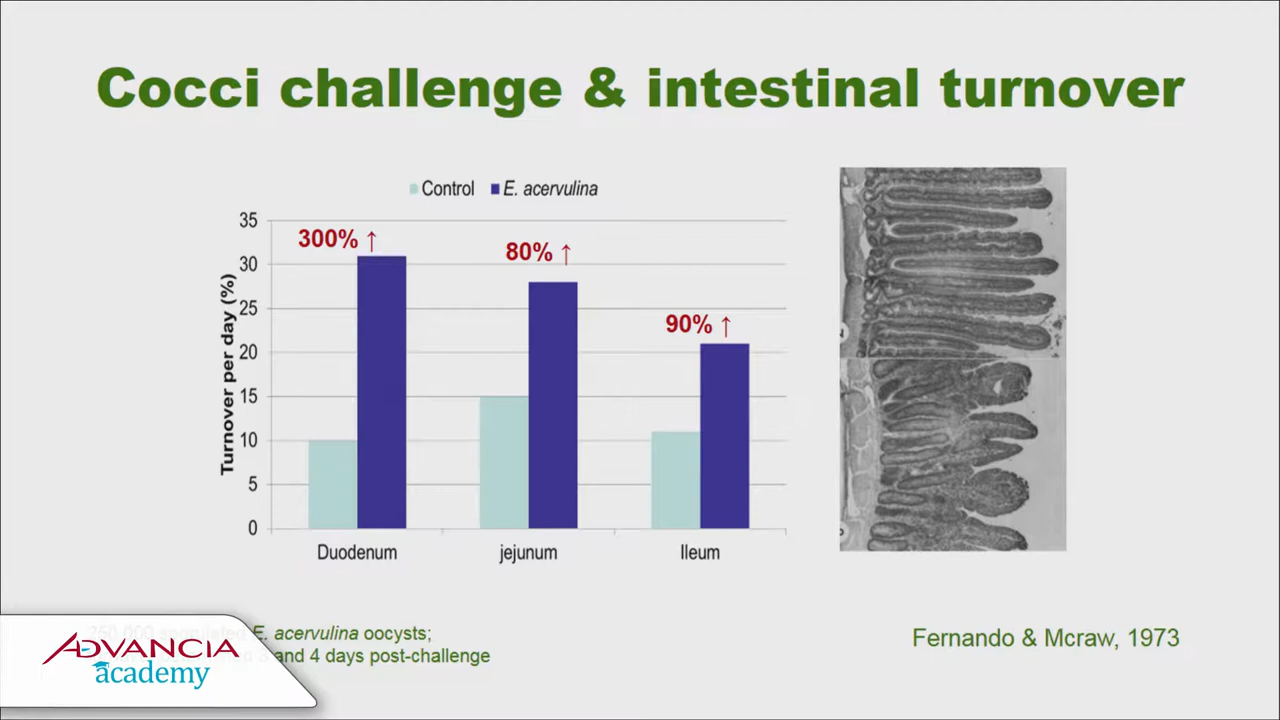 Cocci challenge & intestinal turnover
Control
E. acervulina
35
30
25
20
15
10
5
0
Turnover per day (%)
300% ↑
80% ↑
90% ↑
Duodenum
jejunum
Ileum
E. acervulina oocysts;
and 4 days post-challenge
Fernando & Mcraw, 1973
ADVANCIA
academy